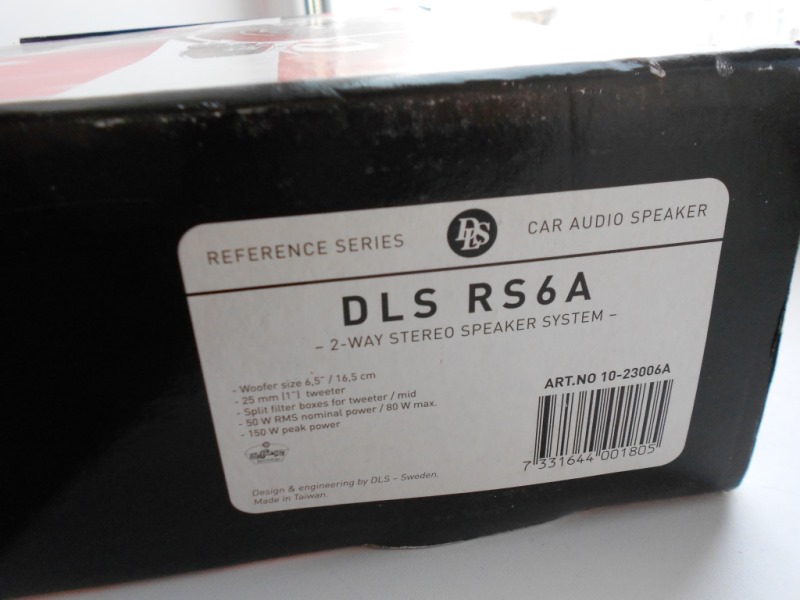 REFERENCE SERIES
DLS
CAR AUDIO SPEAKER
DLS RS6A
– 2-WAY STEREO SPEAKER SYSTEM –
- Woofer size 6,5" / 16,5 cm
- 25 mm (1") tweeter
- Split filter boxes for tweeter / mid
- 50 W RMS nominal power / 80 W max.
- 150 W peak power
ART.NO 10-23006A
7 331644 001805
Design & engineering by DLS – Sweden.
Made in Taiwan.